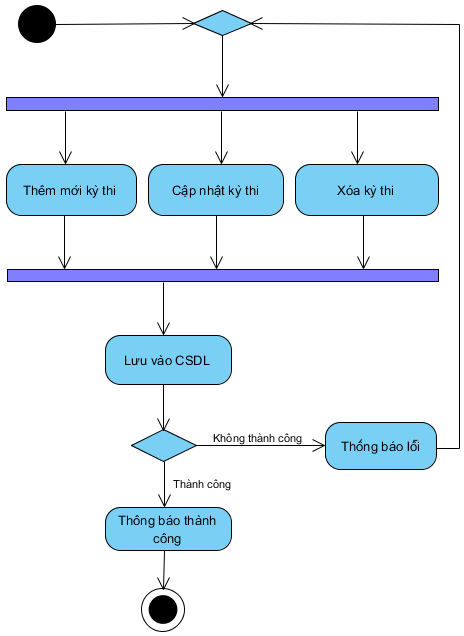 Thêm mới kỳ thi
Cập nhật kỳ thi
Xóa kỳ thi
Lưu vào CSDL
Không thành công
Thống báo lỗi
Thành công
Thông báo thành
công